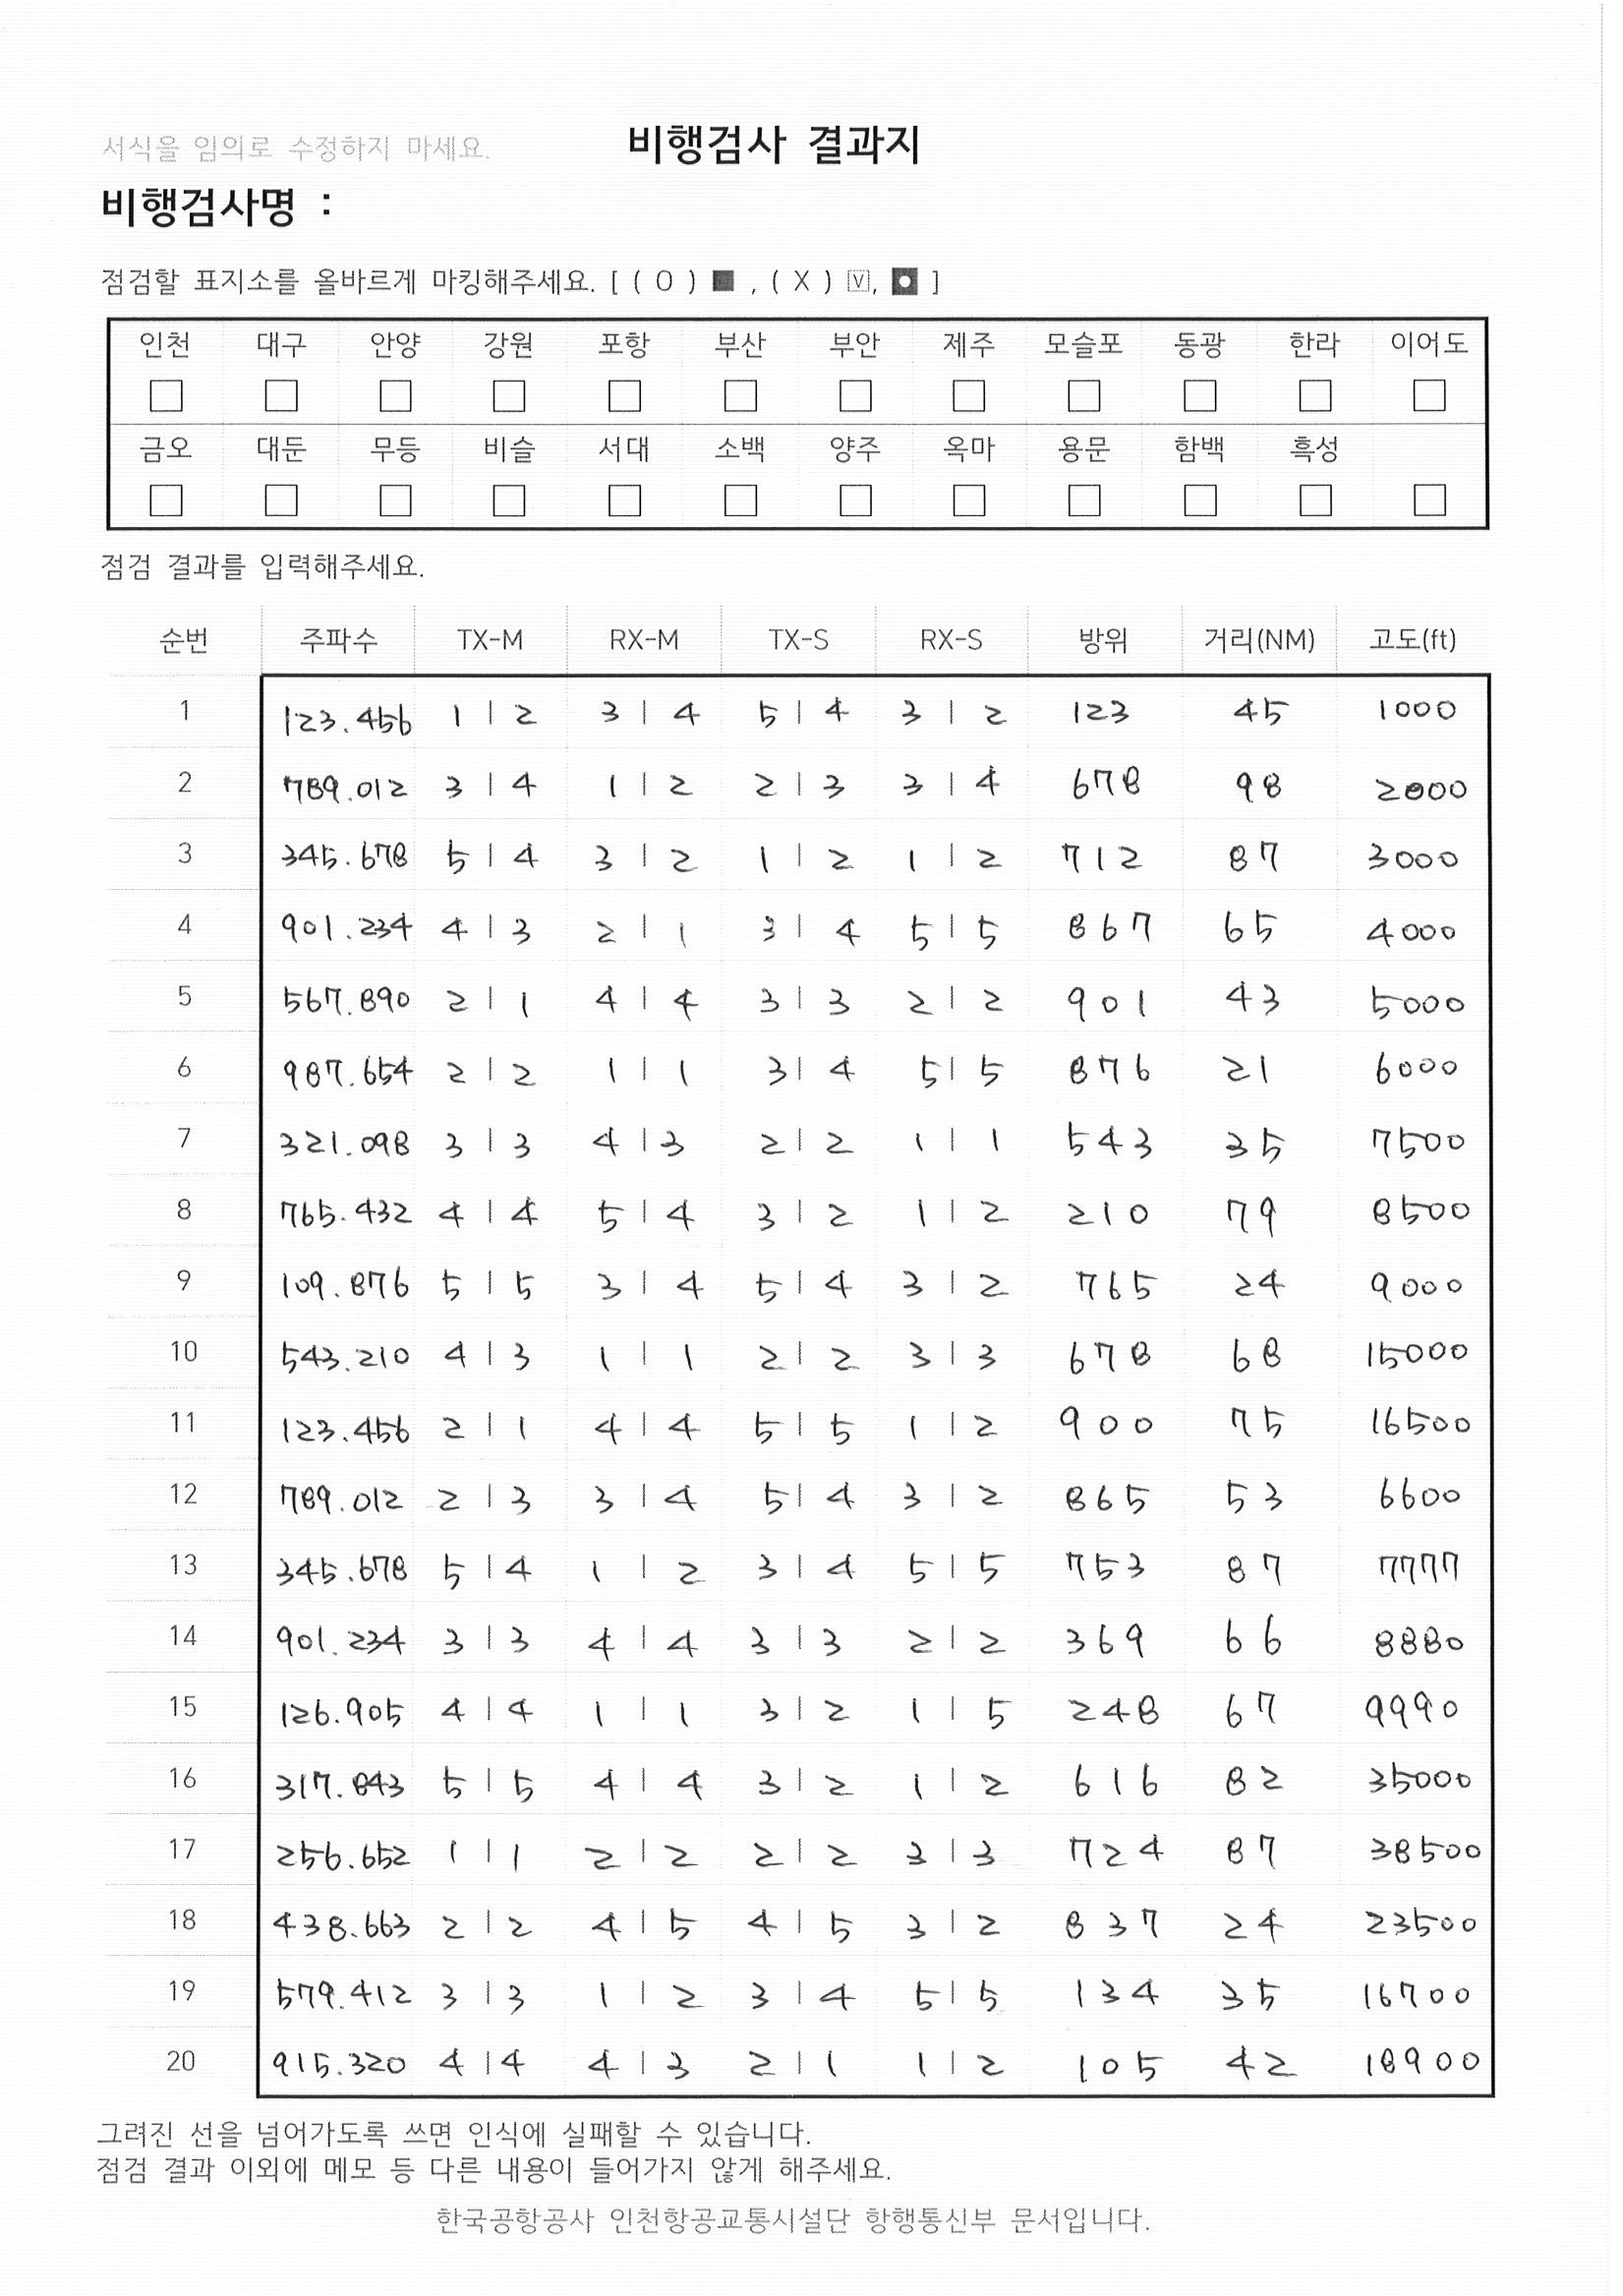 서식을 임의로 수정하지 마세요. 비행검사 결과지
비행검사명 :
점검할 표지소를 올바르게 마킹해주세요. [ ( O ) ■ , ( X ) ☑, ◘ ]
인천 대구 안양 강원 포항 부산 부안 제주 모슬포 동광 한라 이어도
□ □ □ □ □ □ □ □ □ □ □ □
금오 대둔 무등 비슬 서대 소백 양주 옥마 용문 함백 흑성
□ □ □ □ □ □ □ □ □ □ □ □
점검 결과를 입력해주세요.
순번 주파수 TX-M RX-M TX-S RX-S 방위 거리(NM) 고도(ft)
1 123.456 1 | 2 3 | 4 5 | 4 3 | 2 123 45 1000
2 789.012 3 | 4 1 | 2 2 | 3 3 | 4 678 98 2000
3 345.678 5 | 4 3 | 2 1 | 2 1 | 2 712 87 3000
4 901.234 4 | 3 2 | 1 3 | 4 5 | 5 867 65 4000
5 567.890 2 | 1 4 | 4 3 | 3 2 | 2 901 43 5000
6 987.654 2 | 2 1 | 1 3 | 4 5 | 5 876 21 6000
7 321.098 3 | 3 4 | 3 2 | 2 1 | 1 543 35 7500
8 765.432 4 | 4 5 | 4 3 | 2 1 | 2 210 79 8500
9 109.876 5 | 5 3 | 4 5 | 4 3 | 2 765 24 9000
10 543.210 4 | 3 1 | 1 2 | 2 3 | 3 678 68 15000
11 123.456 2 | 1 4 | 4 5 | 5 1 | 2 900 75 16500
12 789.012 2 | 3 3 | 4 5 | 4 3 | 2 865 53 6600
13 345.678 5 | 4 1 | 2 3 | 4 5 | 5 753 87 7777
14 901.234 3 | 3 4 | 4 3 | 3 2 | 2 369 66 8880
15 126.905 4 | 4 1 | 1 3 | 2 1 | 5 248 67 9990
16 317.843 5 | 5 4 | 4 3 | 2 1 | 2 616 82 35000
17 256.652 1 | 1 2 | 2 2 | 2 3 | 3 724 87 38500
18 438.663 2 | 2 4 | 5 4 | 5 3 | 2 837 24 23500
19 579.412 3 | 3 1 | 2 3 | 4 5 | 5 134 35 16700
20 915.320 4 | 4 4 | 3 2 | 1 1 | 2 105 42 18900
그려진 선을 넘어가도록 쓰면 인식에 실패할 수 있습니다.
점검 결과 이외에 메모 등 다른 내용이 들어가지 않게 해주세요.
한국공항공사 인천항공교통시설단 항행통신부 문서입니다.